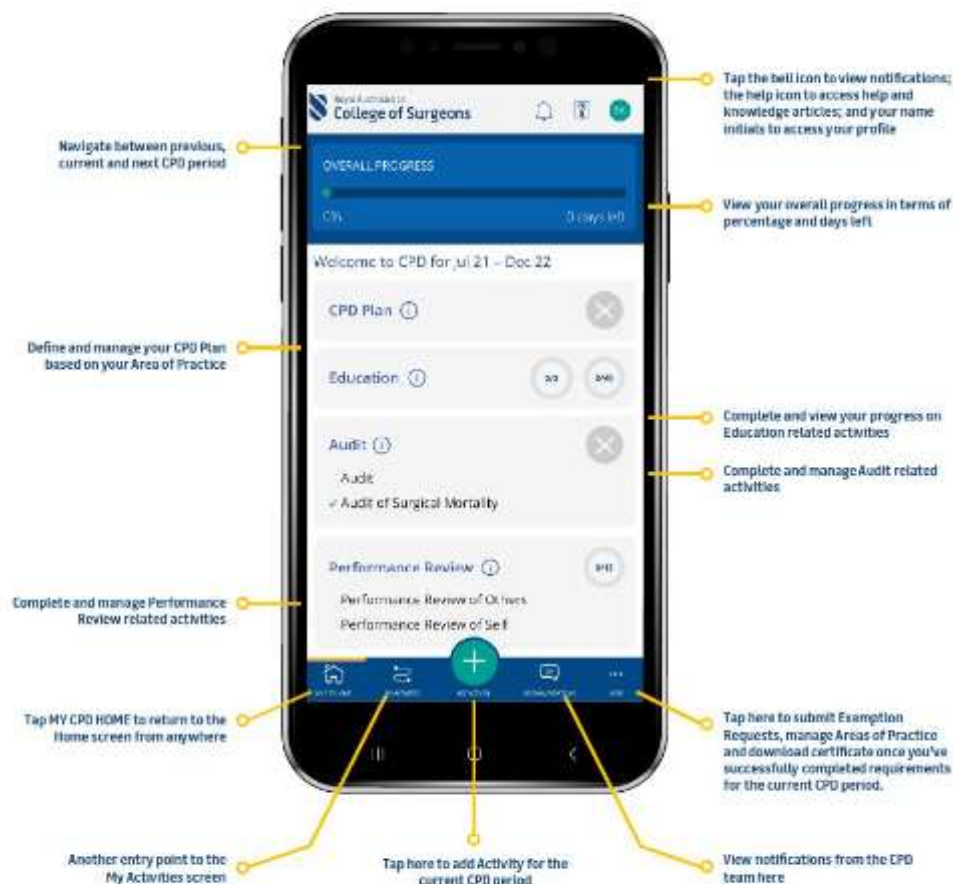 Royal Australasian
College of Surgeons
OVERALL PROGRESS
0%
0 days left
Welcome to CPD for Jul 21 – Dec 22
CPD Plan
Education
Audit
Audit
Audit of Surgical Mortality
Performance Review
Performance Review of Others
Performance Review of Self
Navigate between previous,
current and next CPD period
Define and manage your CPD Plan
based on your Area of Practice
Complete and manage Performance
Review related activities
Tap MY CPD HOME to return to the
Home screen from anywhere
Another entry point to the
My Activities screen
Tap here to add Activity for the
current CPD period
Tap the bell icon to view notifications;
the help icon to access help and
knowledge articles; and your name
initials to access your profile
View your overall progress in terms of
percentage and days left
Complete and view your progress on
Education related activities
Complete and manage Audit related
activities
Tap here to submit Exemption
Requests, manage Areas of Practice
and download certificate once you've
successfully completed requirements
for the current CPD period.
View notifications from the CPD
team here